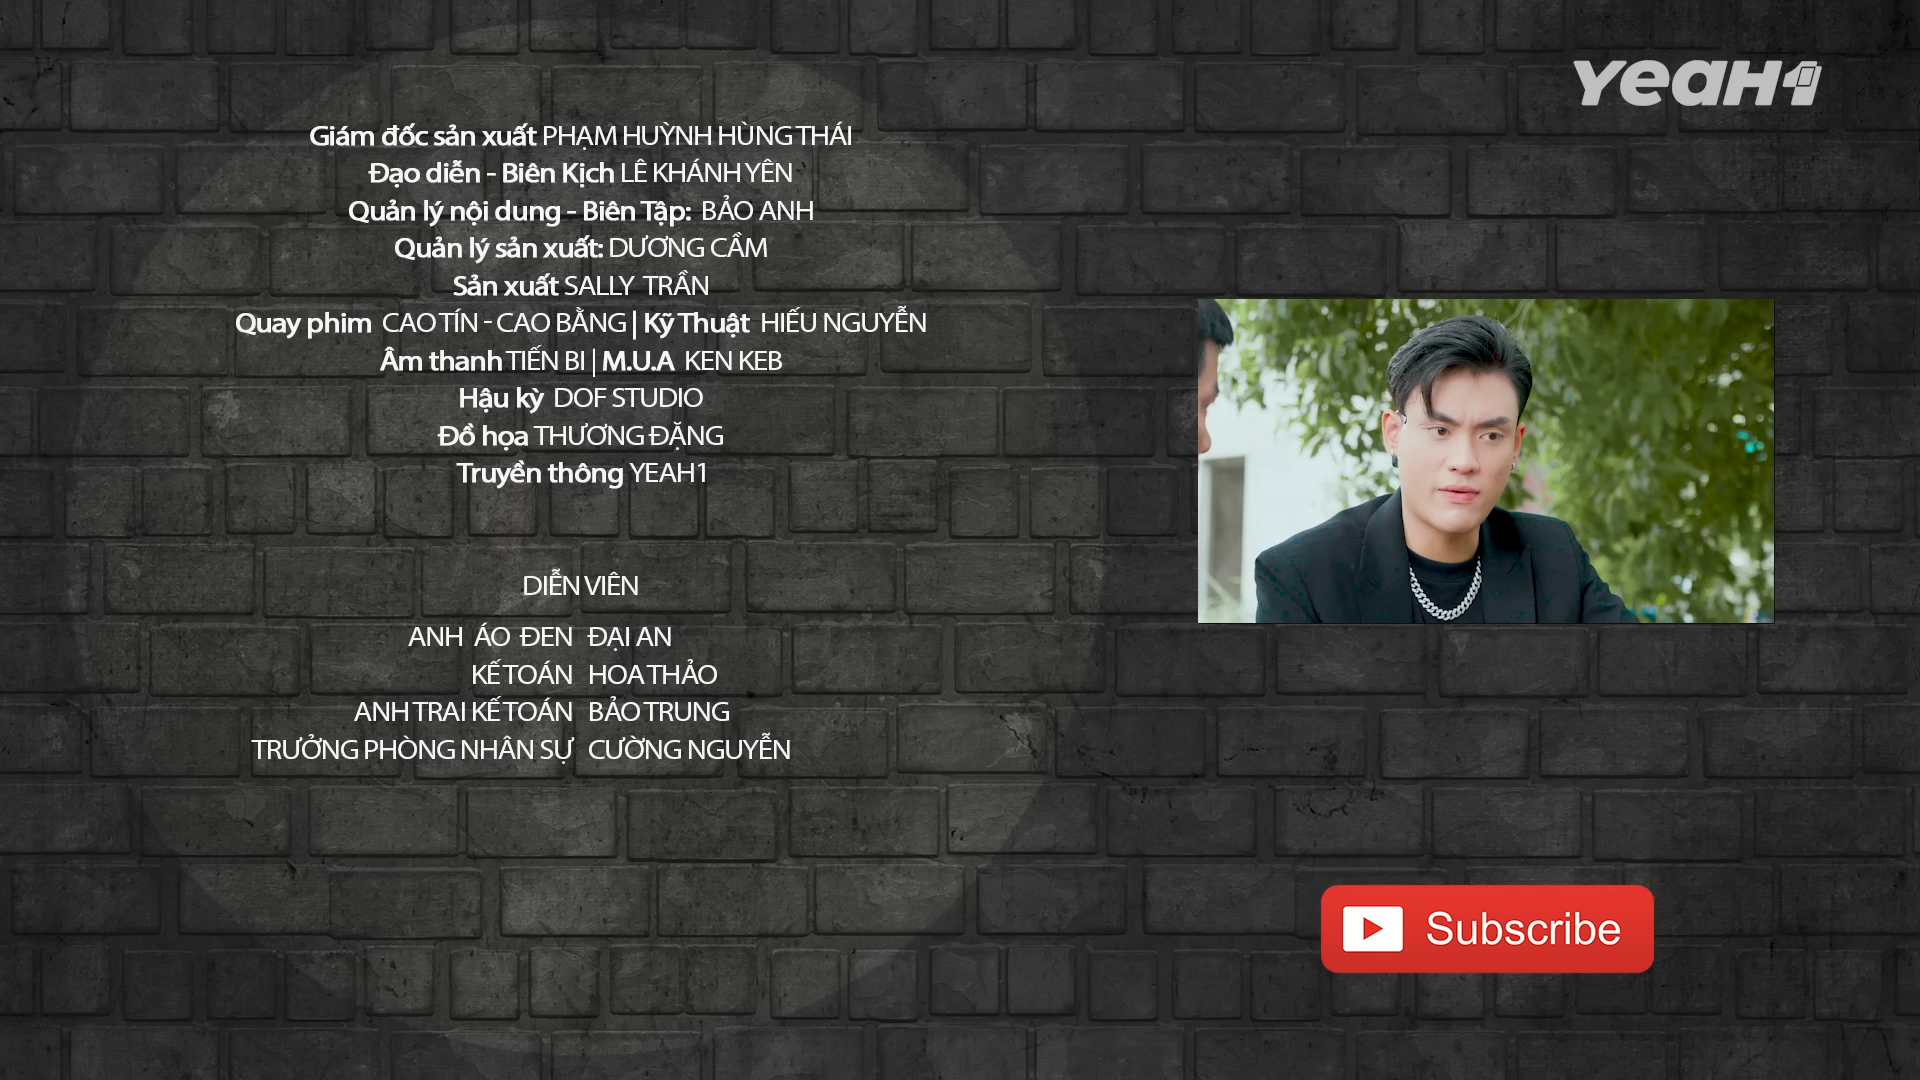 YEAH1
Giám đốc sản xuất PHẠM HUỲNH HÙNG THÁI
Đạo diễn - Biên Kịch LÊ KHÁNH YÊN
Quản lý nội dung - Biên Tập: BẢO ANH
Quản lý sản xuất: DƯƠNG CẦM
Sản xuất SALLY TRẦN
Quay phim CAO TÍN - CAO BẰNG | Kỹ Thuật HIẾU NGUYỄN
Âm thanh TIẾN BI | M.U.A KEN KEB
Hậu kỳ DOF STUDIO
Đồ họa THƯƠNG ĐẶNG
Truyền thông YEAH1
DIỄN VIÊN
ANH ÁO ĐEN ĐẠI AN
KẾ TOÁN HOA THẢO
ANH TRAI KẾ TOÁN BẢO TRUNG
TRƯỞNG PHÒNG NHÂN SỰ CƯỜNG NGUYỄN
Subscribe